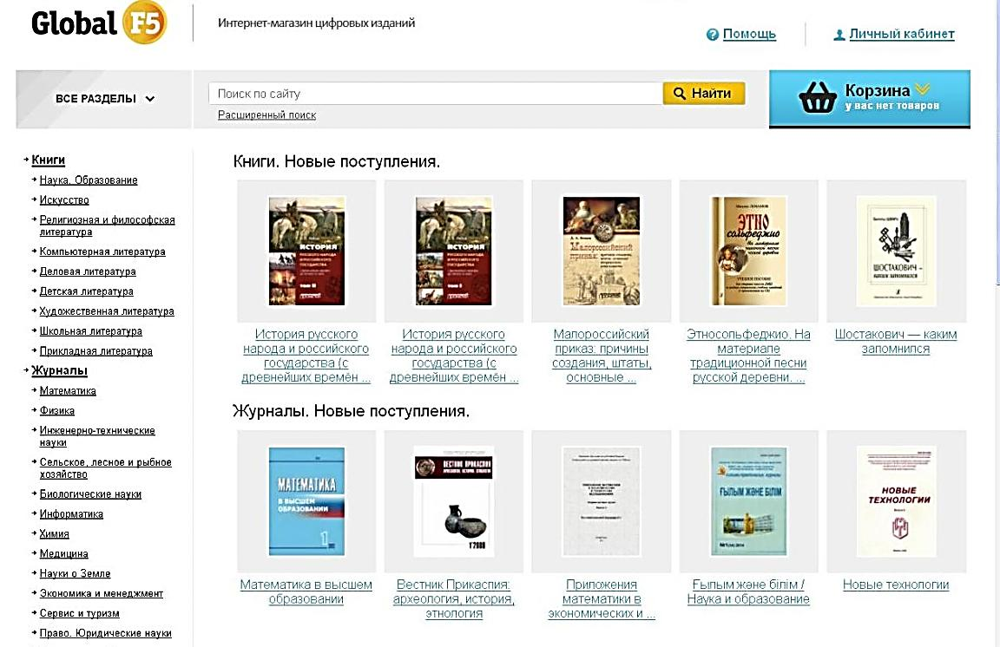 Global F5
Интернет-магазин цифровых изданий
Помощь
Личный кабинет
ВСЕ РАЗДЕЛЫ
Поиск по сайту
Найти
Расширенный поиск
Корзина
у вас нет товаров
Книги
Наука. Образование
Искусство
Религиозная и философская
литература
Компьютерная литература
Деловая литература
Детская литература
Художественная литература
Школьная литература
Прикладная литература
Журналы
Математика
Физика
Инженерно-технические
науки
Сельское, лесное и рыбное
хозяйство
Биологические науки
Информатика
Химия
Медицина
Науки о Земле
Экономика и менеджмент
Сервис и туризм
Право. Юридические науки
Книги. Новые поступления.
ИСТОРИЯ
РУССКОГО НАРОДА
И РОССИЙСКОГО
ГОСУДАРСТВА
История русского
народа и российского
государства (с
древнейших времён ...
ИСТОРИЯ
РУССКОГО НАРОДА
И РОССИЙСКОГО
ГОСУДАРСТВА
История русского
народа и российского
государства (с
древнейших времён ...
Малороссийский
приказ:
Малороссийский
приказ: причины
создания, штаты,
основные ...
ЭТНО
сольфеджио
Этносольфеджио. На
материале
традиционной песни
русской деревни. ...
ШОСТАКОВИЧ –
Шостакович — каким
запомнился
Журналы. Новые поступления.
МАТЕМАТИКА
В ВЫСШЕМ
ОБРАЗОВАНИИ
1
Математика в высшем
образовании
ВЕСТНИК ПРИКАСПИЯ
1'2008
Вестник Прикаспия:
археология, история,
этнология
Приложения
математики в
экономических и ...
ҒЫЛЫМ ЖӘНЕ БІЛІМ
Ғылым және білім /
Наука и образование
НОВЫЕ
ТЕХНОЛОГИИ
Новые технологии